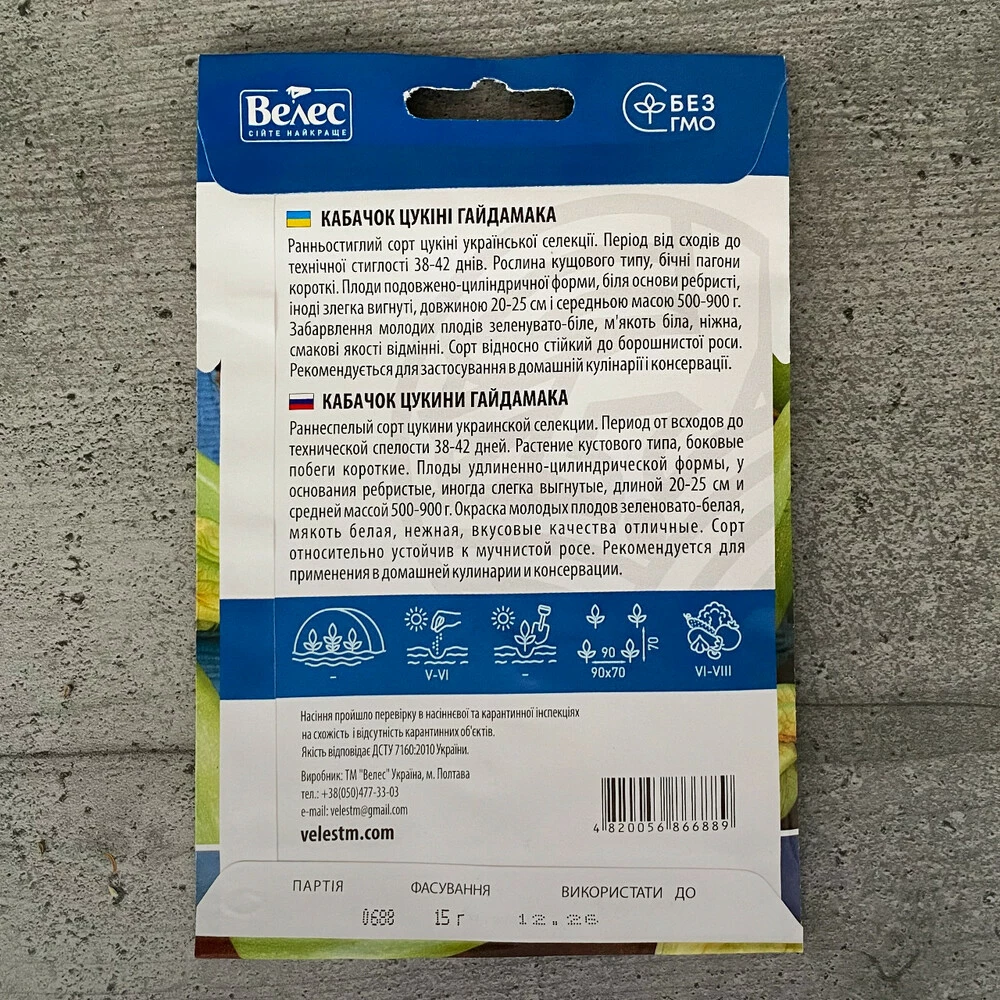 Велес
СІЙТЕ НАЙКРАЩЕ
БЕЗ
ГМО
КАБАЧОК ЦУКІНІ ГАЙДАМАКА
Ранньостиглий сорт цукіні української селекції. Період від сходів до
технічної стиглості 38-42 днів. Рослина кущового типу, бічні пагони
короткі. Плоди подовжено-циліндричної форми, біля основи ребристі,
іноді злегка вигнуті, довжиною 20-25 см і середньою масою 500-900 г.
Забарвлення молодих плодів зеленувато-біле, м'якоть біла, ніжна,
смакові якості відмінні. Сорт відносно стійкий до борошнистої роси.
Рекомендується для застосування в домашній кулінарії і консервації.
КАБАЧОК ЦУКИНИ ГАЙДАМАКА
Раннеспелый сорт цукини украинской селекции. Период от всходов до
технической спелости 38-42 дней. Растение кустового типа, боковые
побеги короткие. Плоды удлиненно-цилиндрической формы, у
основания ребристые, иногда слегка выгнутые, длиной 20-25 см и
средней массой 500-900 г. Окраска молодых плодов зеленовато-белая,
мякоть белая, нежная, вкусовые качества отличные. Сорт
относительно устойчив к мучнистой росе. Рекомендуется для
применения в домашней кулинарии и консервации.
90
70
– V-VI – 90х70 VI-VIII
Насіння пройшло перевірку в насіннєвої та карантинної інспекціях
на схожість і відсутність карантинних об'єктів.
Якість відповідає ДСТУ 7160:2010 України.
Виробник: ТМ "Велес" Україна, м. Полтава
тел.: +38(050)477-33-03
e-mail: velestm@gmail.com
velestm.com
4 820056 866889
ПАРТІЯ ФАСУВАННЯ ВИКОРИСТАТИ ДО
0688 15 г 12.26